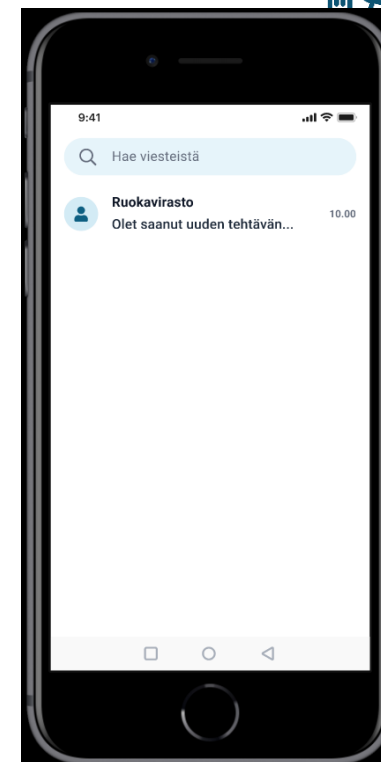 9:41
Hae viesteistä
Ruokavirasto
Olet saanut uuden tehtävän...
10.00